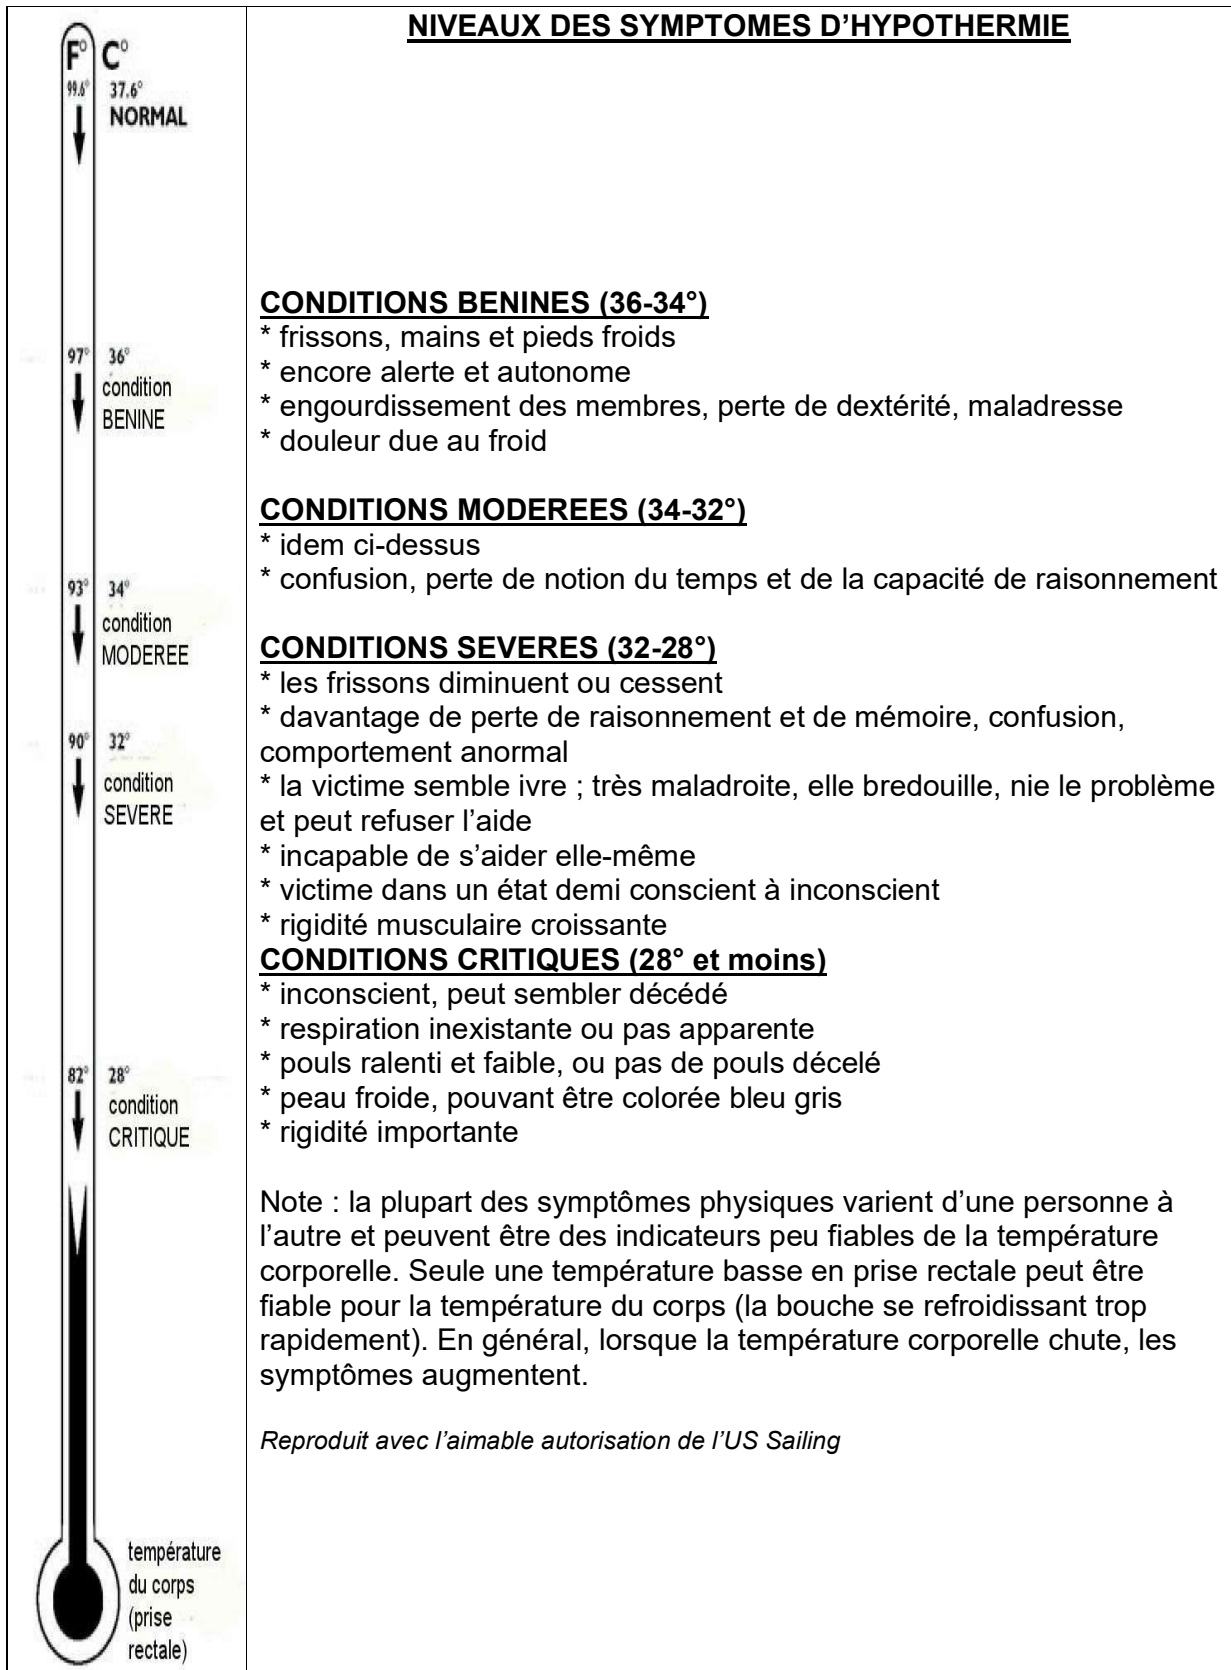 NIVEAUX DES SYMPTOMES D’HYPOTHERMIE
F° C°
99.6° 37.6°
NORMAL
97° 36°
condition
BENINE
93° 34°
condition
MODEREE
90° 32°
condition
SEVERE
82° 28°
condition
CRITIQUE
température
du corps
(prise
rectale)
CONDITIONS BENINES (36-34°)
* frissons, mains et pieds froids
* encore alerte et autonome
* engourdissement des membres, perte de dextérité, maladresse
* douleur due au froid
CONDITIONS MODEREES (34-32°)
* idem ci-dessus
* confusion, perte de notion du temps et de la capacité de raisonnement
CONDITIONS SEVERES (32-28°)
* les frissons diminuent ou cessent
* davantage de perte de raisonnement et de mémoire, confusion,
comportement anormal
* la victime semble ivre ; très maladroite, elle bredouille, nie le problème
et peut refuser l’aide
* incapable de s’aider elle-même
* victime dans un état demi conscient à inconscient
* rigidité musculaire croissante
CONDITIONS CRITIQUES (28° et moins)
* inconscient, peut sembler décédé
* respiration inexistante ou pas apparente
* pouls ralenti et faible, ou pas de pouls décelé
* peau froide, pouvant être colorée bleu gris
* rigidité importante
Note : la plupart des symptômes physiques varient d’une personne à
l’autre et peuvent être des indicateurs peu fiables de la température
corporelle. Seule une température basse en prise rectale peut être
fiable pour la température du corps (la bouche se refroidissant trop
rapidement). En général, lorsque la température corporelle chute, les
symptômes augmentent.
Reproduit avec l’aimable autorisation de l’US Sailing